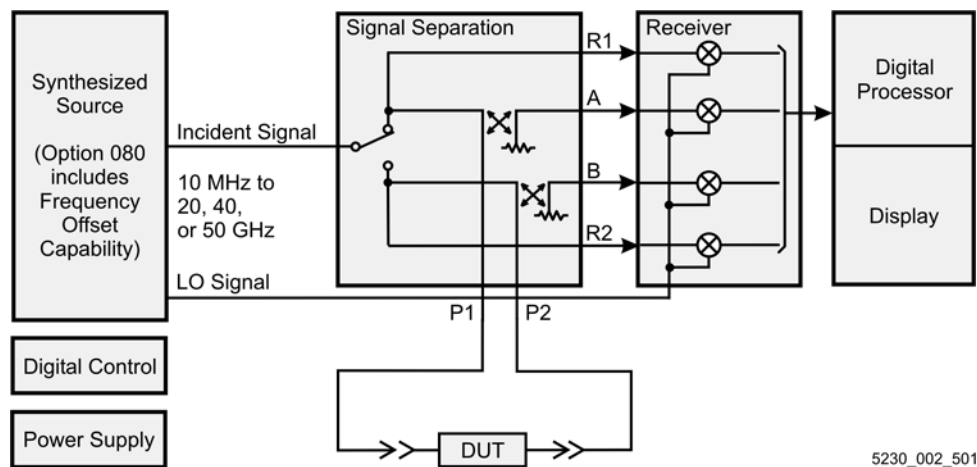 Synthesized
Source
(Option 080
includes
Frequency
Offset
Capability)
Incident Signal
10 MHz to
20, 40,
or 50 GHz
LO Signal
Signal Separation
R1
A
B
R2
P1
P2
Receiver
Digital
Processor
Display
Digital Control
Power Supply
DUT
5230_002_501